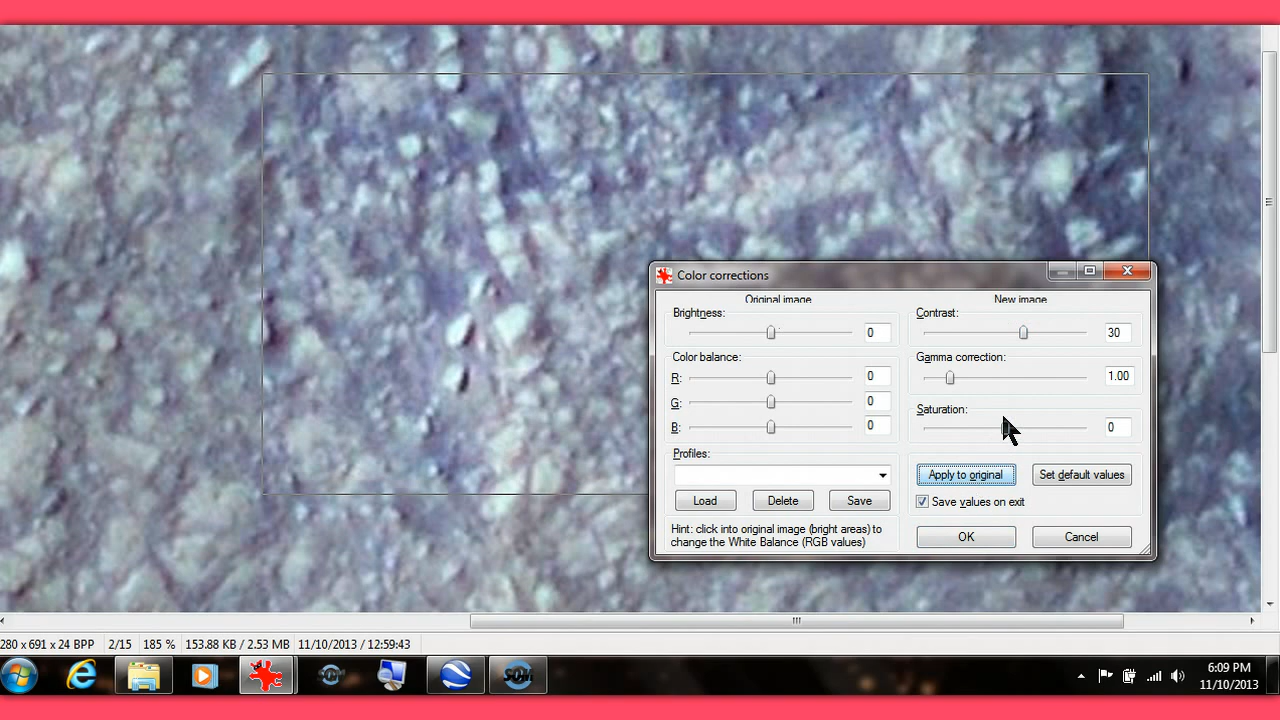 Color corrections
Original image
New image
Brightness:
0
Contrast:
30
Color balance:
R:
0
G:
0
B:
0
Gamma correction:
1.00
Saturation:
0
Profiles:
Load
Delete
Save
Apply to original
Set default values
Save values on exit
Hint: click into original image (bright areas) to
change the White Balance (RGB values)
OK
Cancel
280 x 691 x 24 BPP
2/15
185 %
153.88 KB / 2.53 MB
11/10/2013 / 12:59:43
6:09 PM
11/10/2013